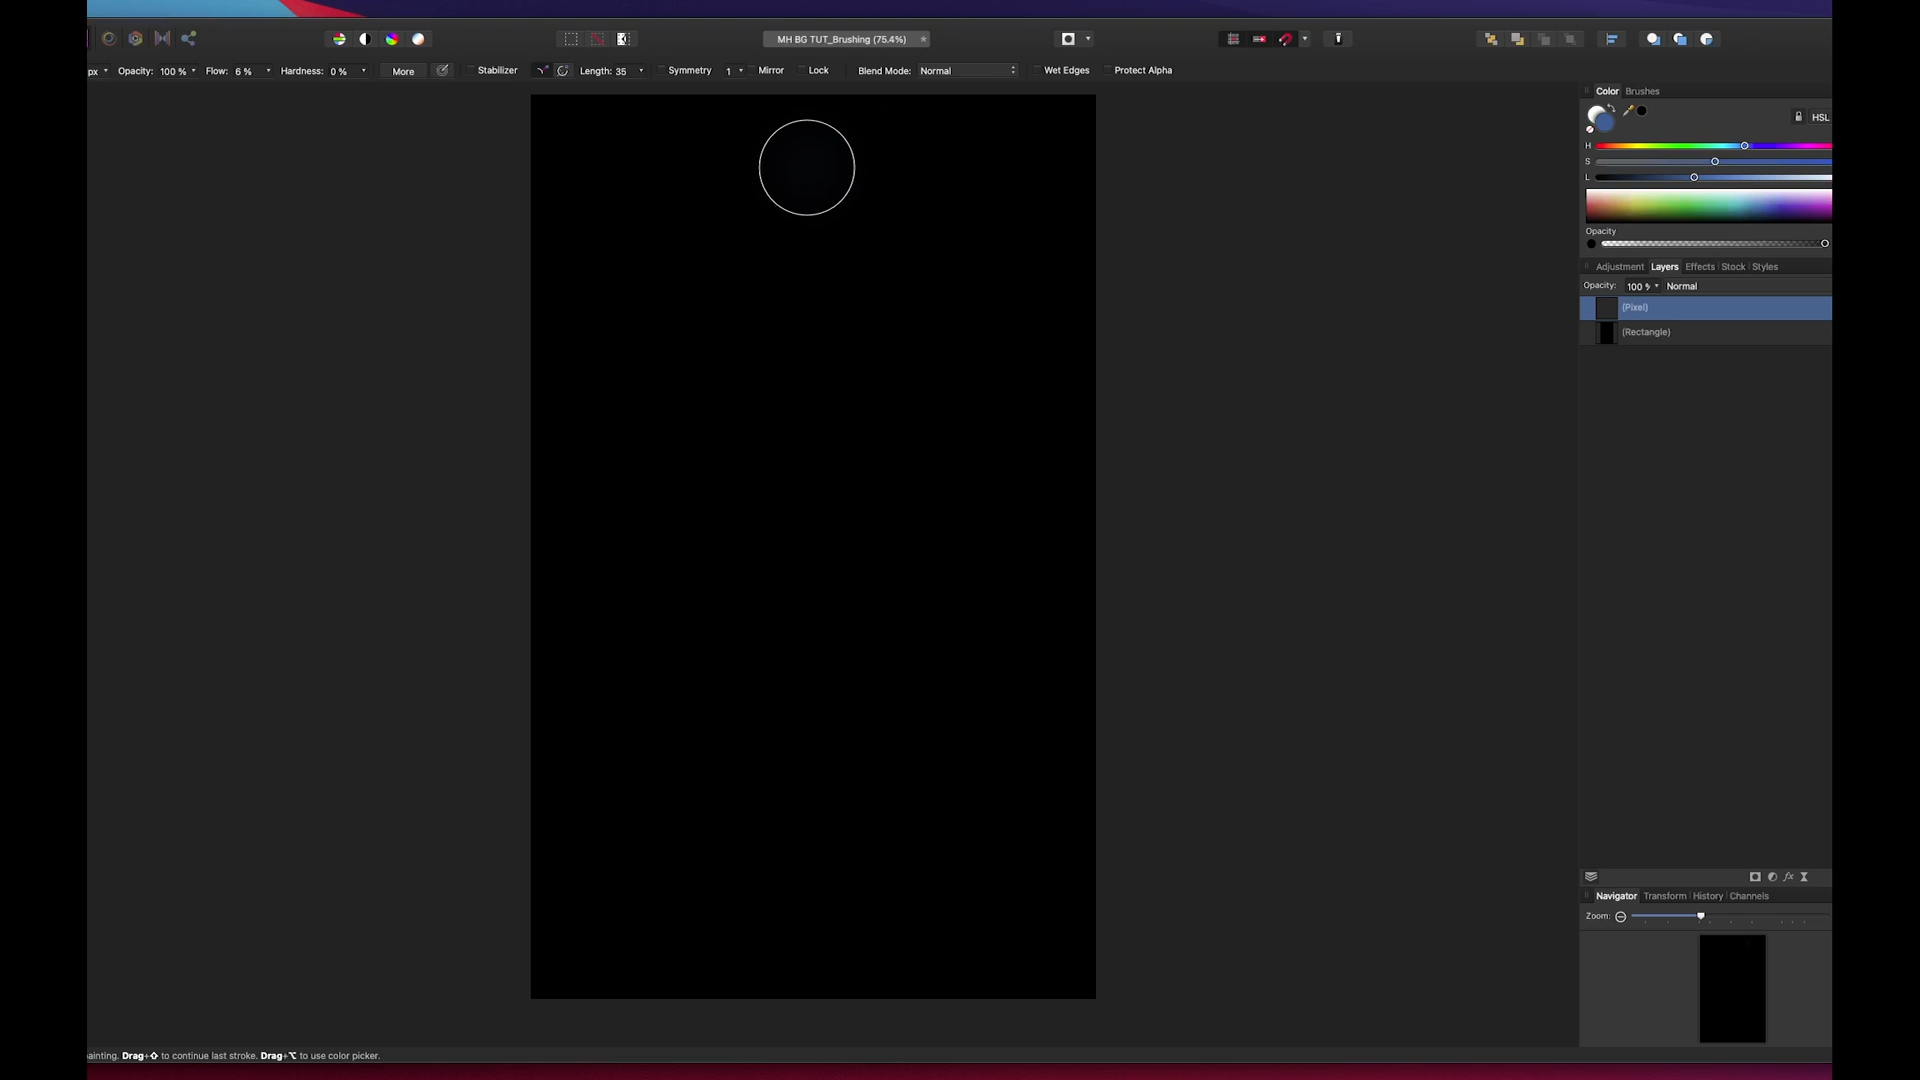 MH BG TUT_Brushing (75.4%)
px Opacity: 100 % Flow: 6 % Hardness: 0 % More Stabilizer Length: 35 Symmetry 1 Mirror Lock Blend Mode: Normal Wet Edges Protect Alpha
Color Brushes
HSL
H
S
L
Opacity
Adjustment Layers Effects Stock Styles
Opacity: 100 % Normal
(Pixel)
(Rectangle)
fx
Navigator Transform History Channels
Zoom:
ainting. Drag+⇧ to continue last stroke. Drag+⌥ to use color picker.